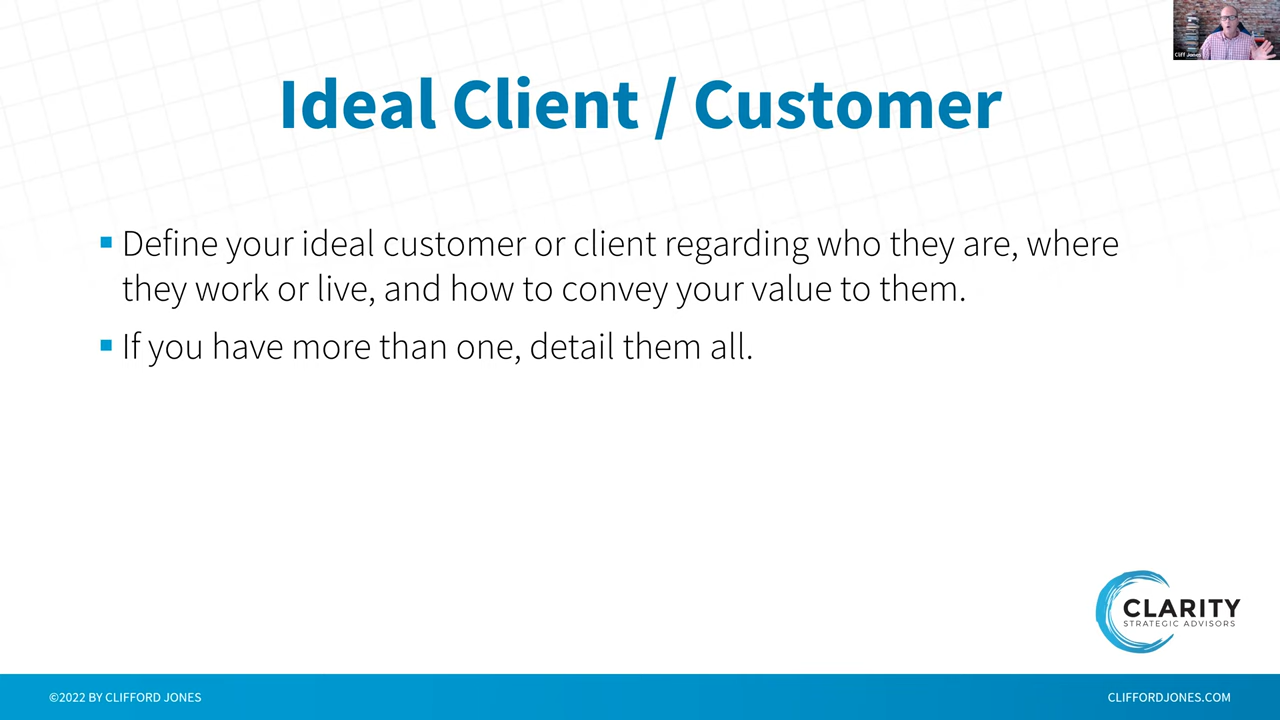 Cliff Jones
Ideal Client / Customer
▪ Define your ideal customer or client regarding who they are, where
they work or live, and how to convey your value to them.
▪ If you have more than one, detail them all.
CLARITY
STRATEGIC ADVISORS
©2022 BY CLIFFORD JONES
CLIFFORDJONES.COM